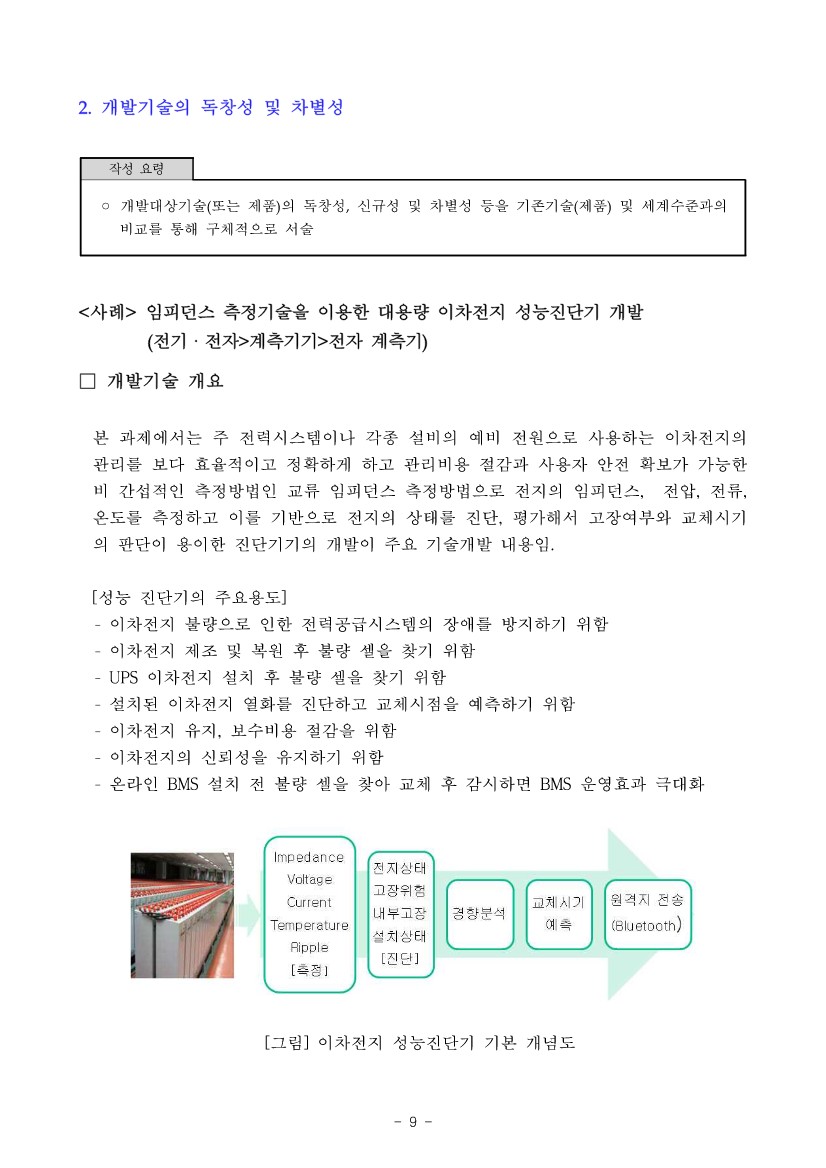 2. 개발기술의 독창성 및 차별성
작성 요령
○ 개발대상기술(또는 제품)의 독창성, 신규성 및 차별성 등을 기존기술(제품) 및 세계수준과의
비교를 통해 구체적으로 서술
<사례> 임피던스 측정기술을 이용한 대용량 이차전지 성능진단기 개발
(전기·전자>계측기기>전자 계측기)
□ 개발기술 개요
본 과제에서는 주 전력시스템이나 각종 설비의 예비 전원으로 사용하는 이차전지의
관리를 보다 효율적이고 정확하게 하고 관리비용 절감과 사용자 안전 확보가 가능한
비 간섭적인 측정방법인 교류 임피던스 측정방법으로 전지의 임피던스, 전압, 전류,
온도를 측정하고 이를 기반으로 전지의 상태를 진단, 평가해서 고장여부와 교체시기
의 판단이 용이한 진단기기의 개발이 주요 기술개발 내용임.
[성능 진단기의 주요용도]
- 이차전지 불량으로 인한 전력공급시스템의 장애를 방지하기 위함
- 이차전지 제조 및 복원 후 불량 셀을 찾기 위함
- UPS 이차전지 설치 후 불량 셀을 찾기 위함
- 설치된 이차전지 열화를 진단하고 교체시점을 예측하기 위함
- 이차전지 유지, 보수비용 절감을 위함
- 이차전지의 신뢰성을 유지하기 위함
- 온라인 BMS 설치 전 불량 셀을 찾아 교체 후 감시하면 BMS 운영효과 극대화
Impedance
Voltage
Current
Temperature
Ripple
[측정]
전지상태
고장위험
내부고장
설치상태
[진단]
경향분석
교체시기
예측
원격지 전송
(Bluetooth)
[그림] 이차전지 성능진단기 기본 개념도
- 9 -